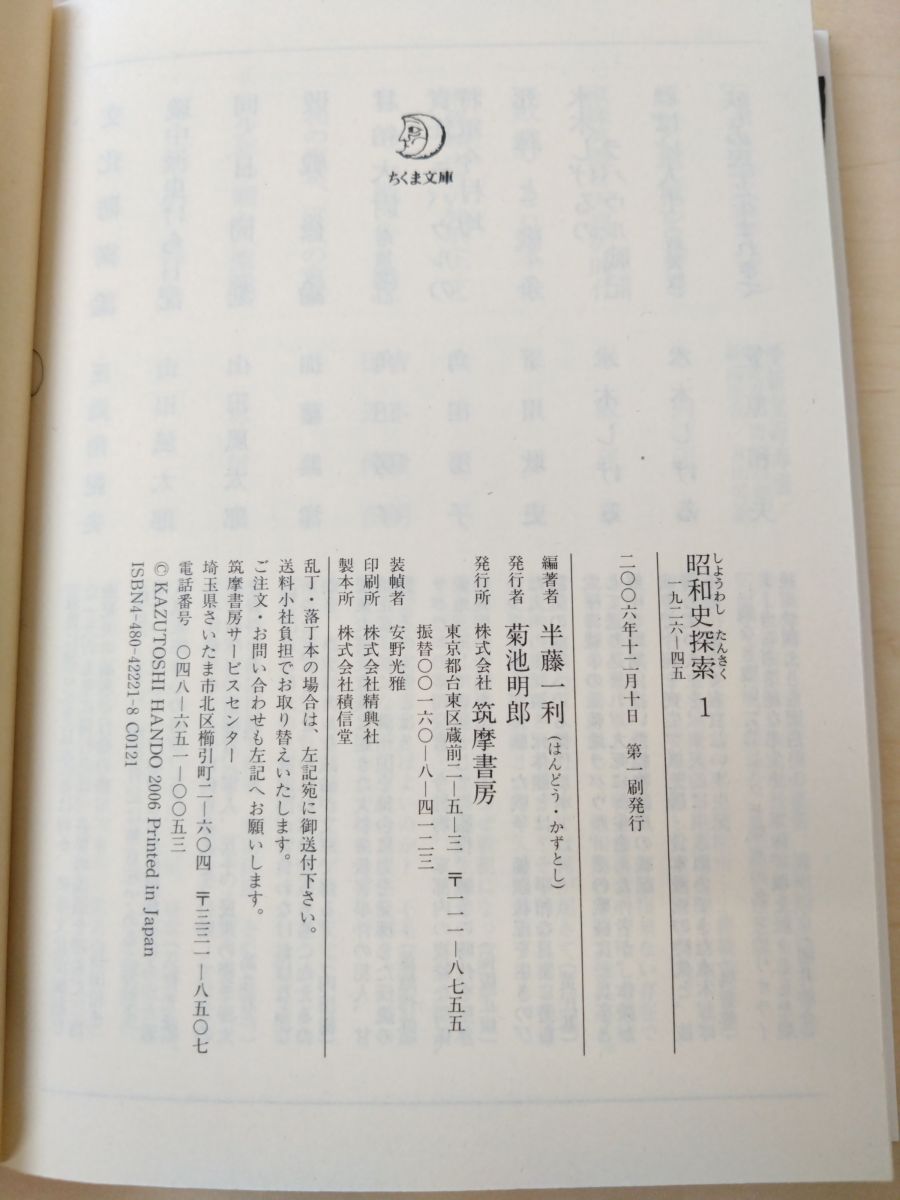 ちくま文庫
しょうわし たんさく
昭和史探索 1
一九二六―四五
二〇〇六年十二月十日 第一刷発行
編著者 半藤一利(はんどう・かずとし)
発行者 菊池明郎
発行所 株式会社 筑摩書房
東京都台東区蔵前二―五―三 〒一一一―八七五五
振替〇〇一六〇―八―四一二三
装幀者 安野光雅
印刷所 株式会社精興社
製本所 株式会社積信堂
乱丁・落丁本の場合は、左記宛に御送付下さい。
送料小社負担でお取り替えいたします。
ご注文・お問い合わせも左記へお願いします。
筑摩書房サービスセンター
埼玉県さいたま市北区櫛引町二―六〇四 〒三三一―八五〇七
電話番号 〇四八―六五一―〇〇五三
© KAZUTOSHI HANDO 2006 Printed in Japan
ISBN4-480-42221-8 C0121